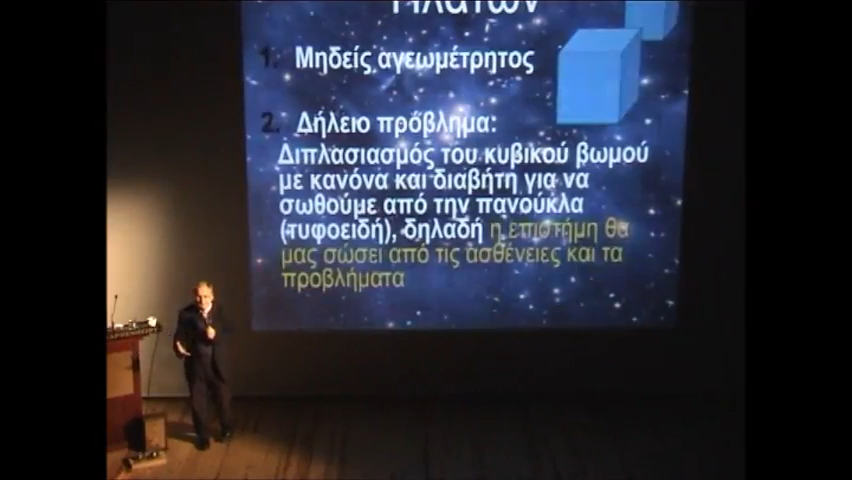 Πλάτων
1. Μηδείς αγεωμέτρητος
2. Δήλειο πρόβλημα:
Διπλασιασμός του κυβικού βωμού
με κανόνα και διαβήτη για να
σωθούμε από την πανούκλα
(τυφοειδή), δηλαδή η επιστήμη θα
μας σώσει από τις ασθένειες και τα
προβλήματα